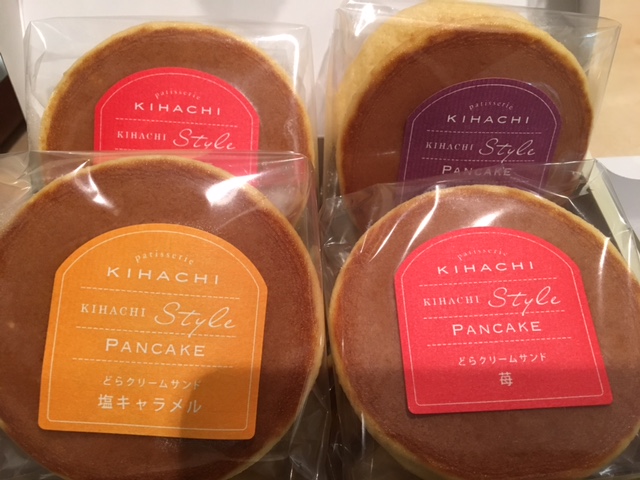 patisserie
KIHACHI
KIHACHI Style
patisserie
KIHACHI
KIHACHI Style
PANCAKE
patisserie
KIHACHI
KIHACHI Style
PANCAKE
どらクリームサンド
塩キャラメル
patisserie
KIHACHI
KIHACHI Style
PANCAKE
どらクリームサンド
苺